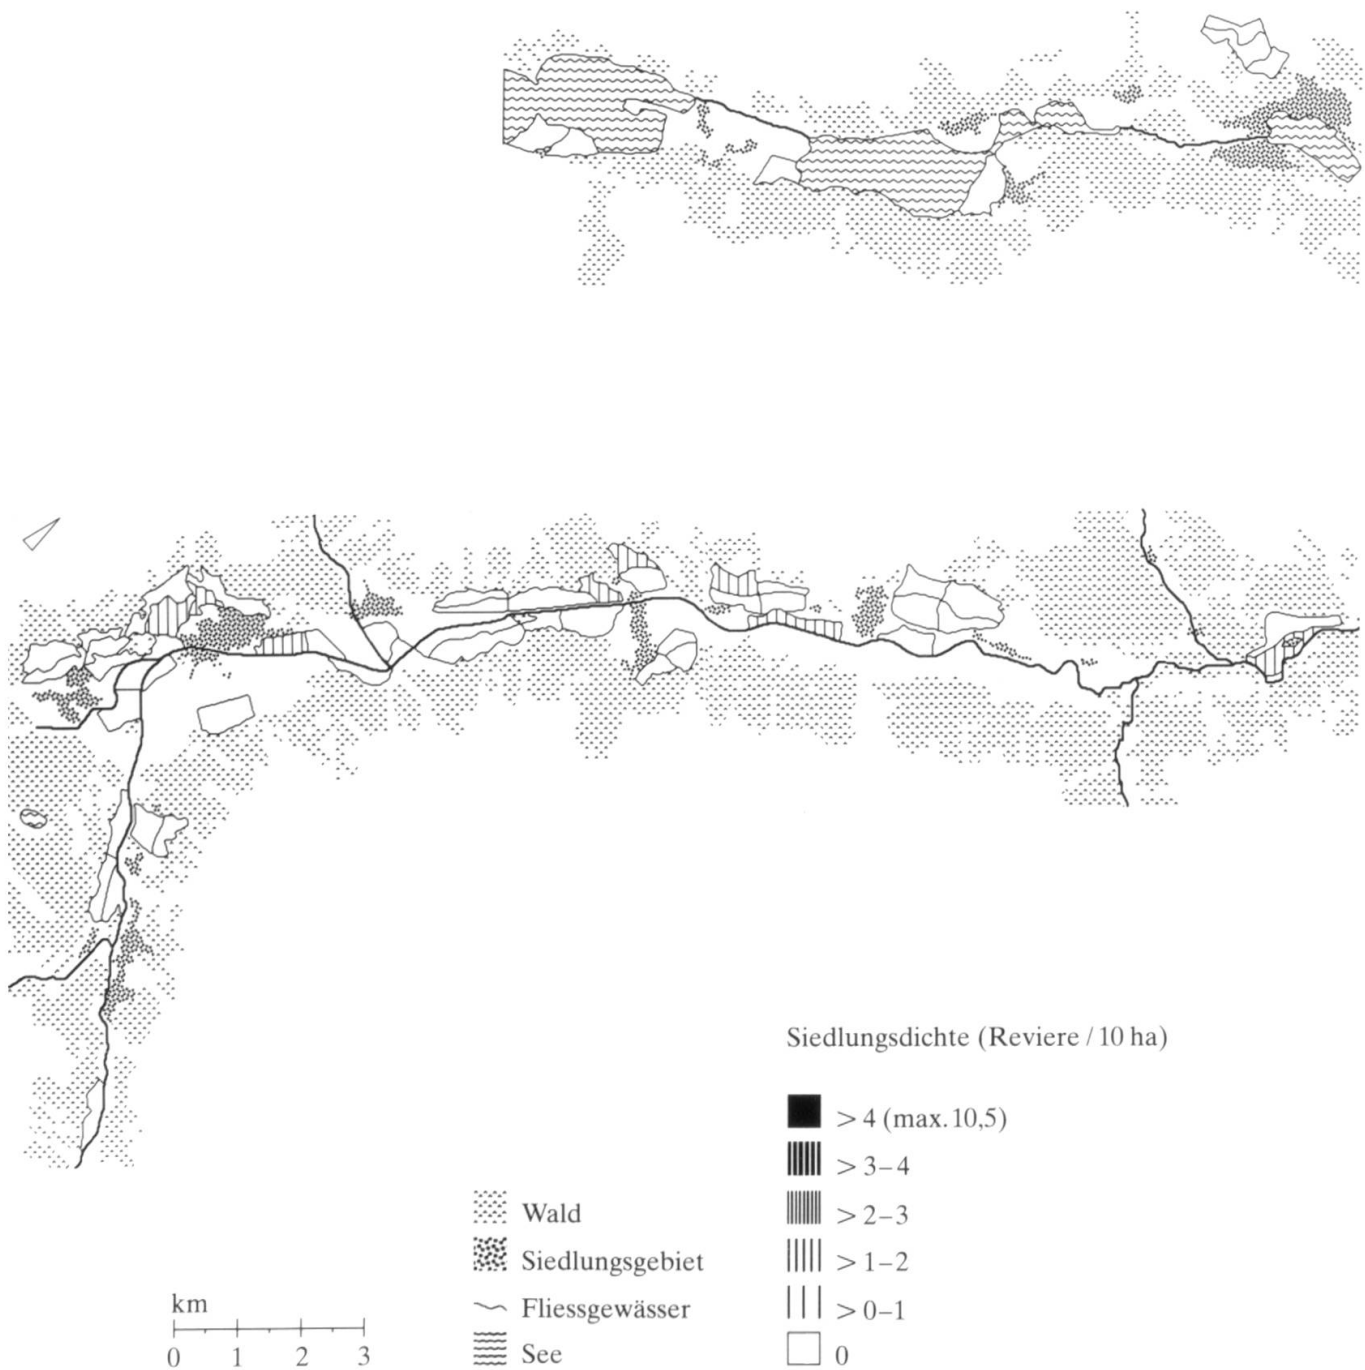 Siedlungsdichte (Reviere / 10 ha)
> 4 (max. 10,5)
> 3–4
> 2–3
> 1–2
> 0–1
0
Wald
Siedlungsgebiet
Fliessgewässer
See
km
0 1 2 3